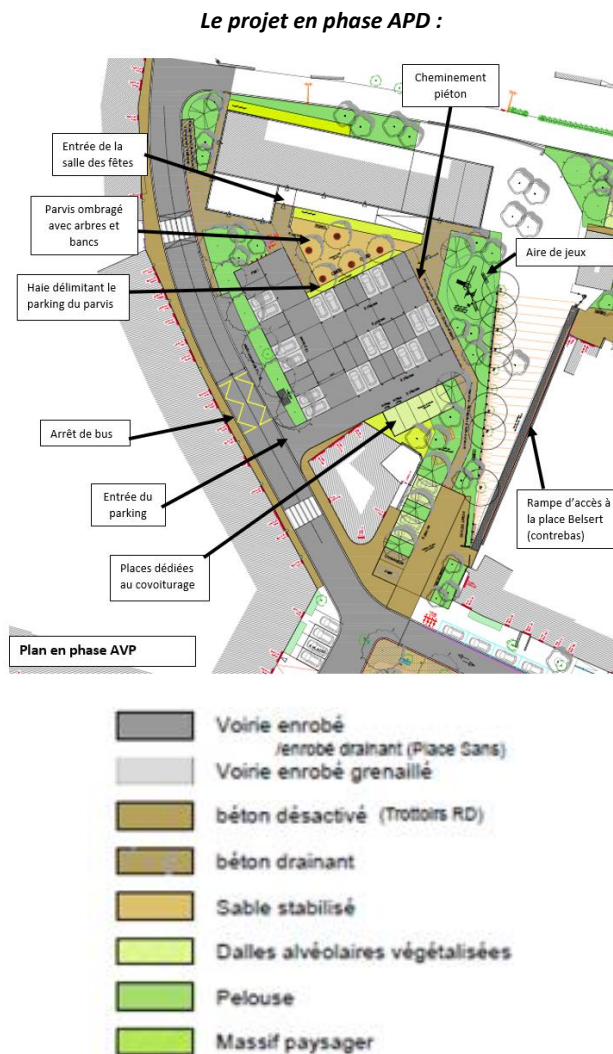 Le projet en phase APD :
Cheminement
piéton
Entrée de la
salle des fêtes
Parvis ombragé
avec arbres et
bancs
Aire de jeux
Haie délimitant le
parking du parvis
Arrêt de bus
Entrée du
parking
Rampe d’accès à
la place Belsert
(contrebas)
Places dédiées
au covoiturage
Plan en phase AVP
Voirie enrobé
/enrobé drainant (Place Sans)
Voirie enrobé grenaillé
béton désactivé (Trottoirs RD)
béton drainant
Sable stabilisé
Dalles alvéolaires végétalisées
Pelouse
Massif paysager